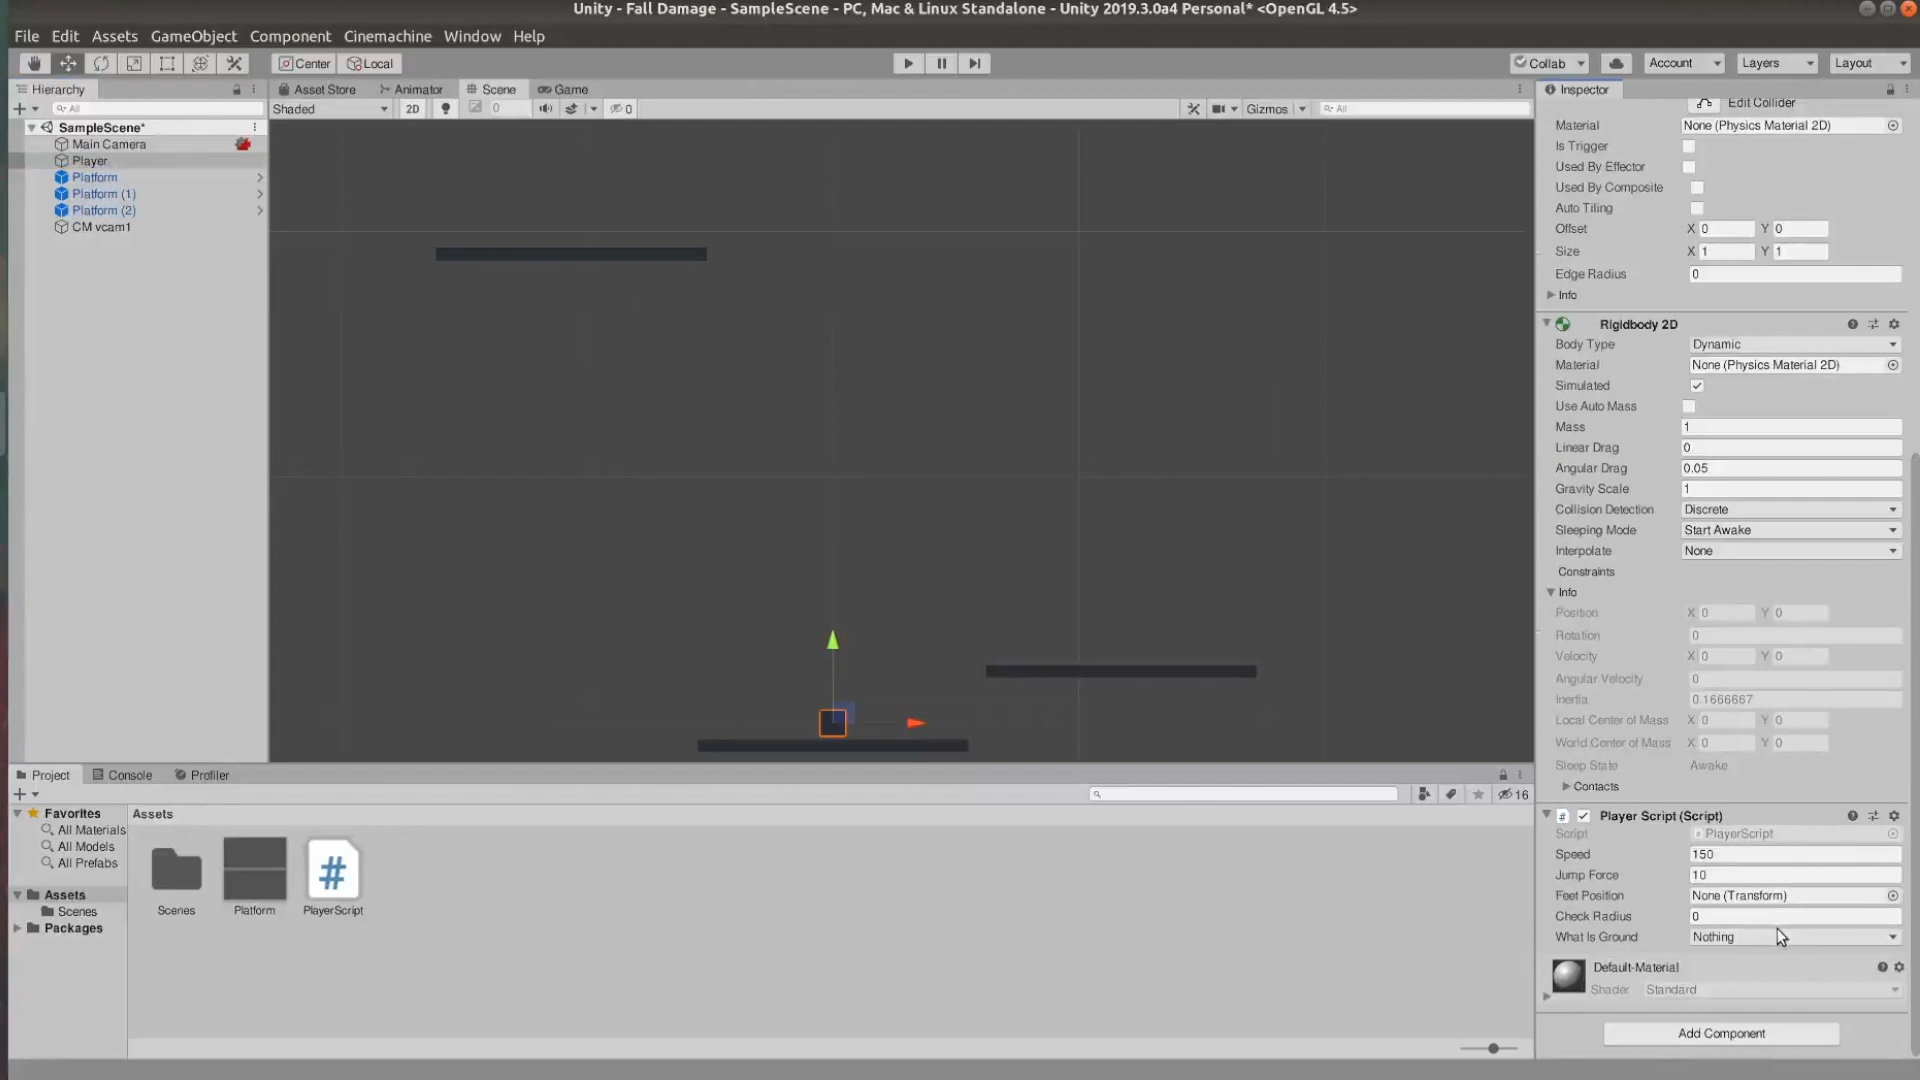 Unity - Fall Damage - SampleScene - PC, Mac & Linux Standalone - Unity 2019.3.0a4 Personal* <OpenGL 4.5>
File Edit Assets GameObject Component Cinemachine Window Help
Center Local Collab Account Layers Layout
Hierarchy
All
SampleScene*
Main Camera
Player
Platform
Platform (1)
Platform (2)
CM vcam1
Asset Store Animator Scene Game
Shaded 2D 0 0 Gizmos All
Inspector
Edit Collider
Material None (Physics Material 2D)
Is Trigger
Used By Effector
Used By Composite
Auto Tiling
Offset X 0 Y 0
Size X 1 Y 1
Edge Radius 0
Info
Rigidbody 2D
Body Type Dynamic
Material None (Physics Material 2D)
Simulated
Use Auto Mass
Mass 1
Linear Drag 0
Angular Drag 0.05
Gravity Scale 1
Collision Detection Discrete
Sleeping Mode Start Awake
Interpolate None
Constraints
Info
Position X 0 Y 0
Rotation 0
Velocity X 0 Y 0
Angular Velocity 0
Inertia 0.1666667
Local Center of Mass X 0 Y 0
World Center of Mass X 0 Y 0
Sleep State Awake
Contacts
# Player Script (Script)
Script PlayerScript
Speed 150
Jump Force 10
Feet Position None (Transform)
Check Radius 0
What Is Ground Nothing
Default-Material
Shader Standard
Add Component
Project Console Profiler
16
Favorites
All Materials
All Models
All Prefabs
Assets
Scenes
Packages
Assets
#
Scenes Platform PlayerScript